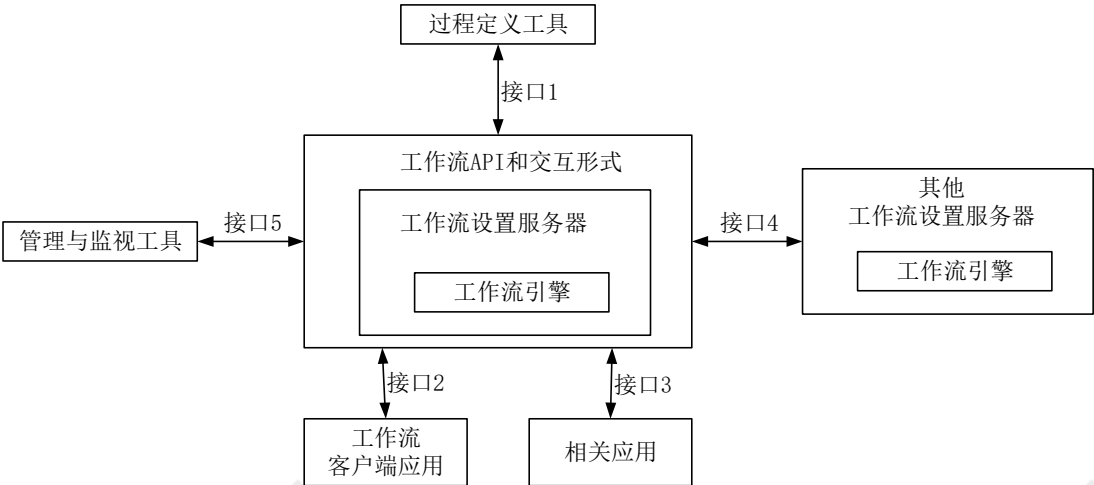 过程定义工具
接口1
工作流API和交互形式
工作流设置服务器
工作流引擎
管理与监视工具
接口5
接口4
其他
工作流设置服务器
工作流引擎
接口2
接口3
工作流
客户端应用
相关应用